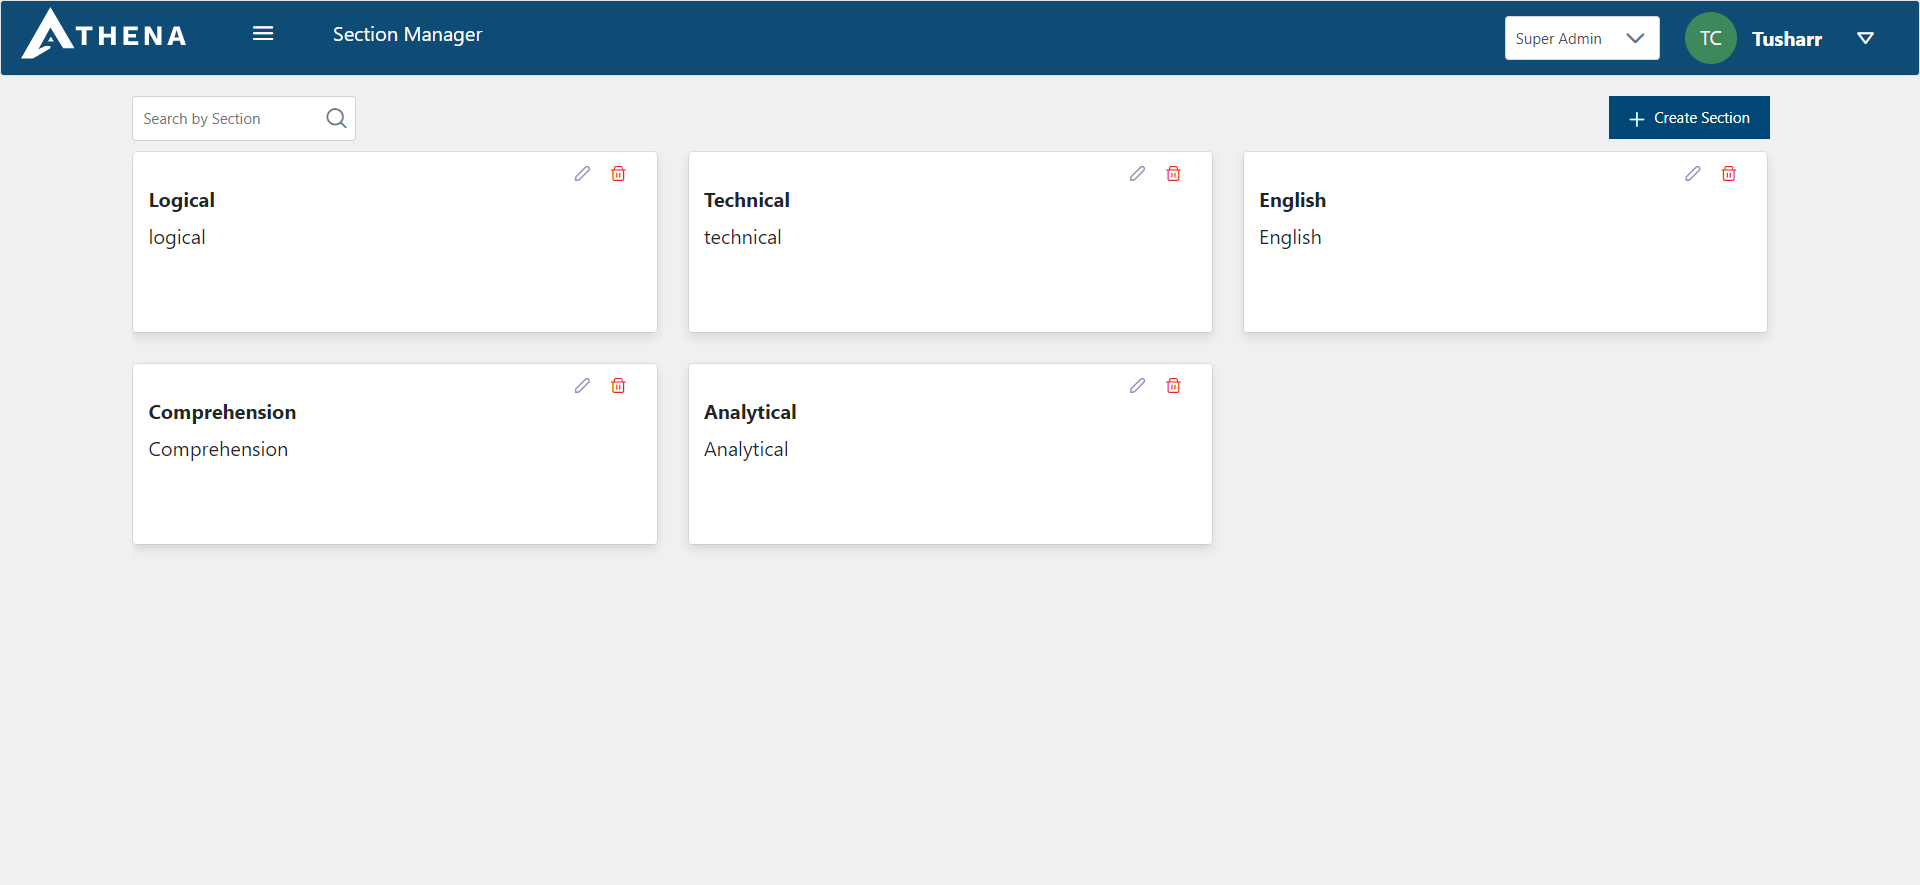 ATHENA
Section Manager
Super Admin
TC
Tusharr
Search by Section
Create Section
Logical
logical
Technical
technical
English
English
Comprehension
Comprehension
Analytical
Analytical